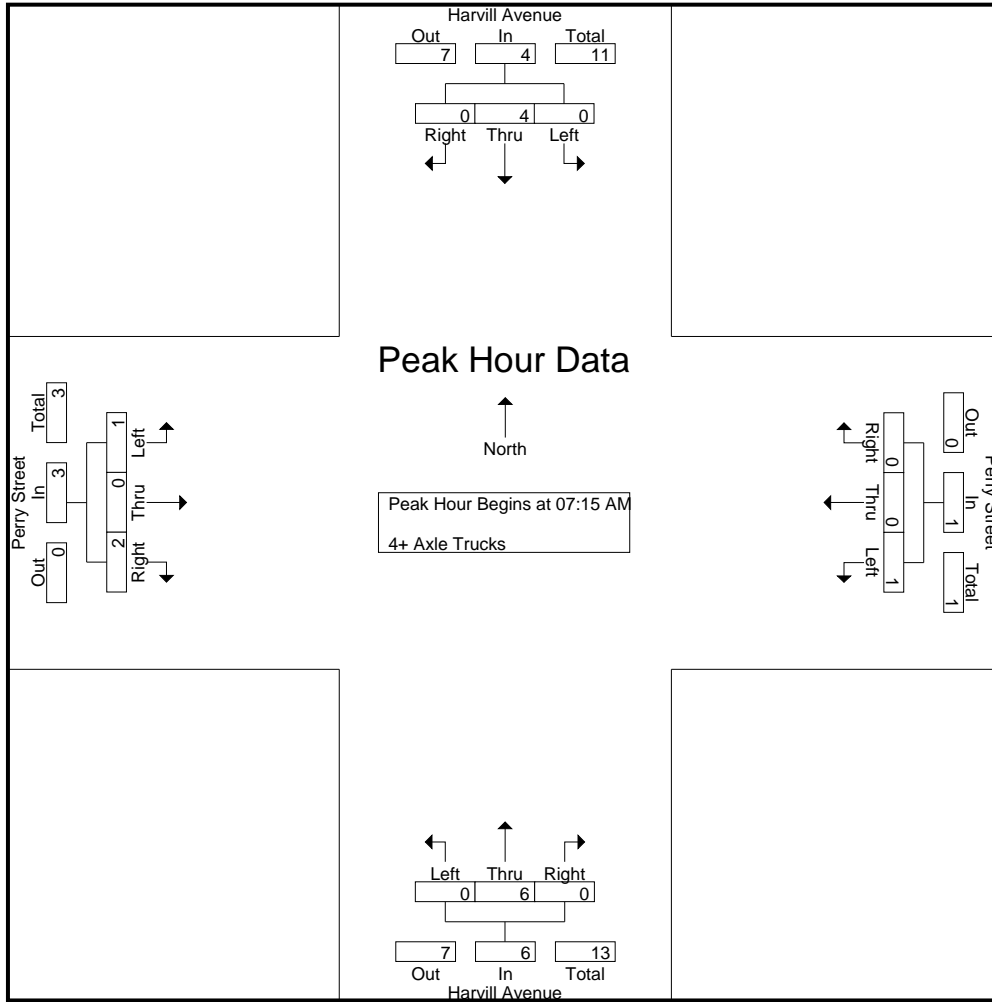 Harvill Avenue
Out In Total
7 4 11
0 4 0
Right Thru Left
Peak Hour Data
North
Peak Hour Begins at 07:15 AM
4+ Axle Trucks
Perry Street
Out In Total
0 3 3
Left Thru Right
1 0 2
Perry Street
Out In Total
0 1 1
Right Thru Left
0 0 1
Left Thru Right
0 6 0
7 6 13
Out In Total
Harvill Avenue